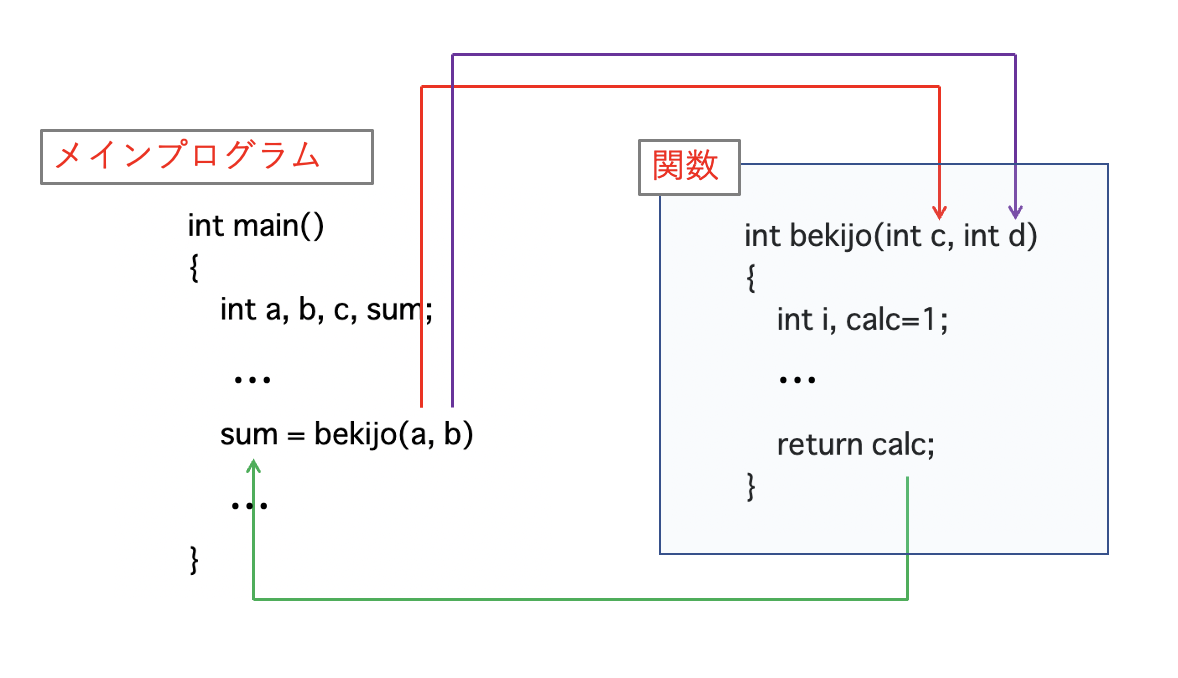 メインプログラム
int main()
{
int a, b, c, sum;
...
sum = bekijo(a, b)
...
}
関数
int bekijo(int c, int d)
{
int i, calc=1;
...
return calc;
}